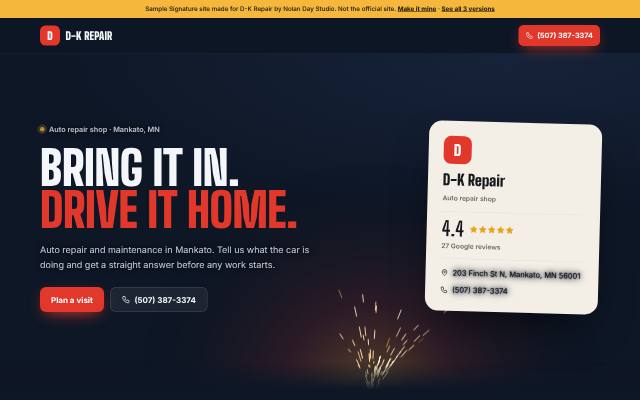 Sample Signature site made for D-K Repair by Nolan Day Studio. Not the official site. Make it mine · See all 3 versions
D D-K REPAIR
(507) 387-3374
Auto repair shop · Mankato, MN
BRING IT IN.
DRIVE IT HOME.
Auto repair and maintenance in Mankato. Tell us what the car is
doing and get a straight answer before any work starts.
Plan a visit
(507) 387-3374
D
D-K Repair
Auto repair shop
4.4 ★★★★★
27 Google reviews
203 Finch St N, Mankato, MN 56001
(507) 387-3374